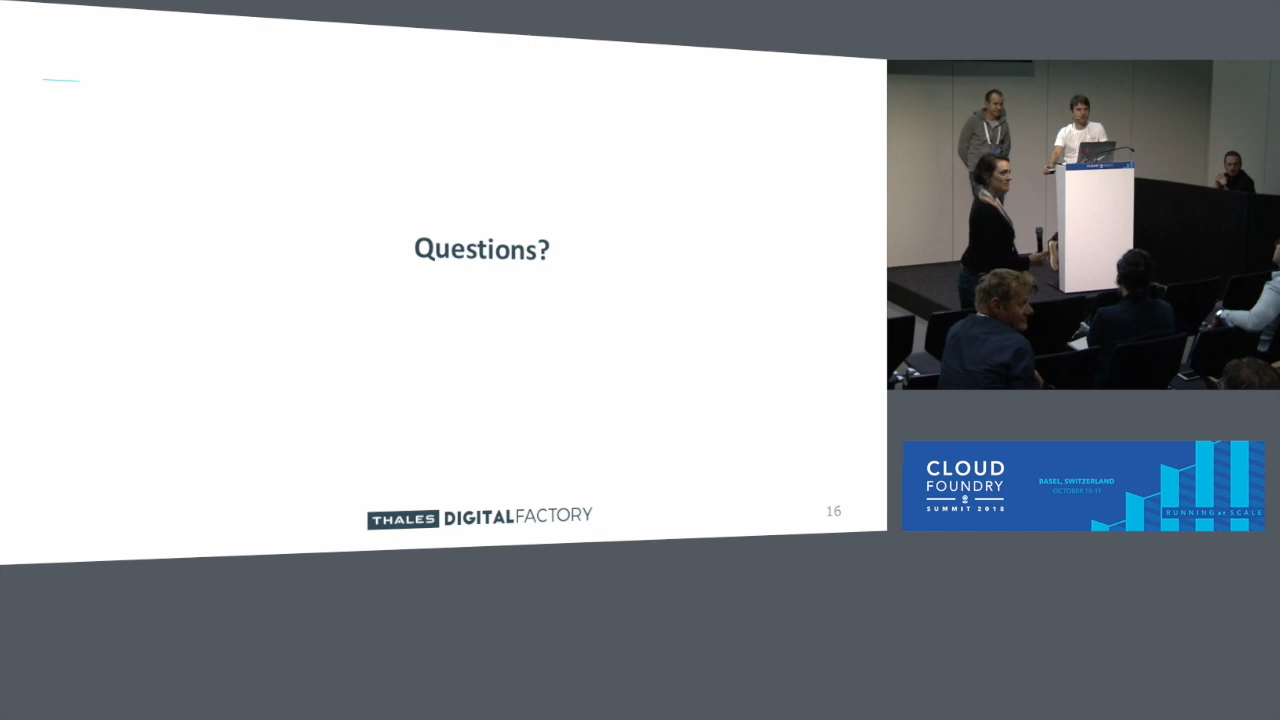 Questions?
THALES DIGITALFACTORY
16
CLOUD
FOUNDRY
SUMMIT 2018
BASEL, SWITZERLAND
OCTOBER 10-11
RUNNING AT SCALE